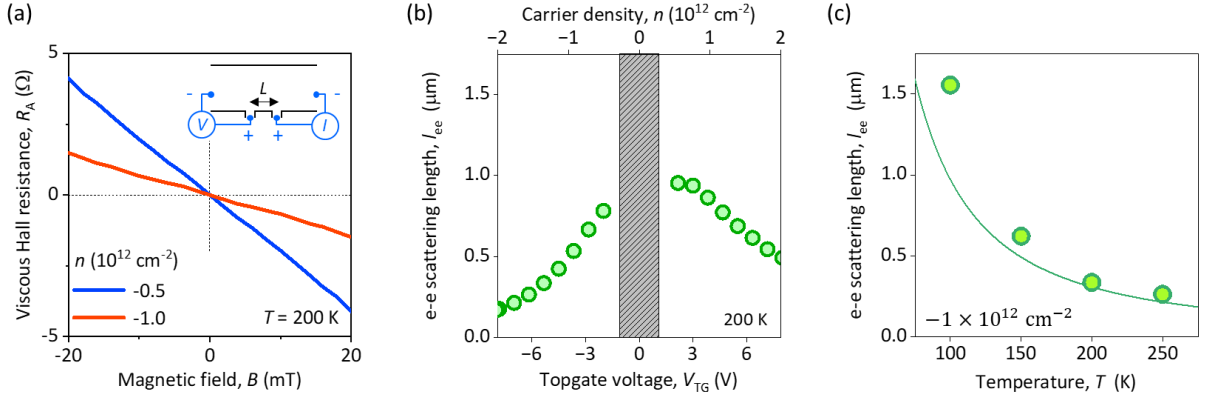 (a)
Viscous Hall resistance, R_A (Ω)
5
0
-5
-20
0
20
Magnetic field, B (mT)
L
-
-
V
+
+
I
n (10^12 cm^-2)
-0.5
-1.0
T = 200 K
(b)
Carrier density, n (10^12 cm^-2)
−2
−1
0
1
2
e-e scattering length, l_ee (μm)
1.5
1.0
0.5
0.0
200 K
−6
−3
0
3
6
Topgate voltage, V_TG (V)
(c)
e-e scattering length, l_ee (μm)
1.5
1.0
0.5
0.0
−1 × 10^12 cm^−2
100
150
200
250
Temperature, T (K)